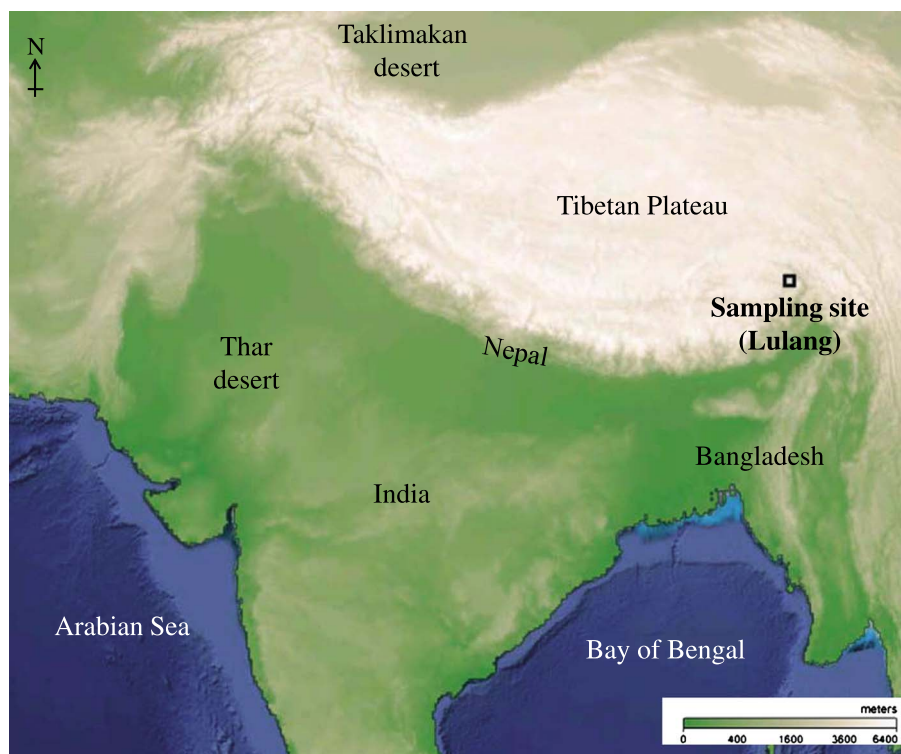 Taklimakan
desert
N
Tibetan Plateau
Sampling site
(Lulang)
Nepal
Thar
desert
Bangladesh
India
Arabian Sea
Bay of Bengal
meters
0 400 1600 3600 6400